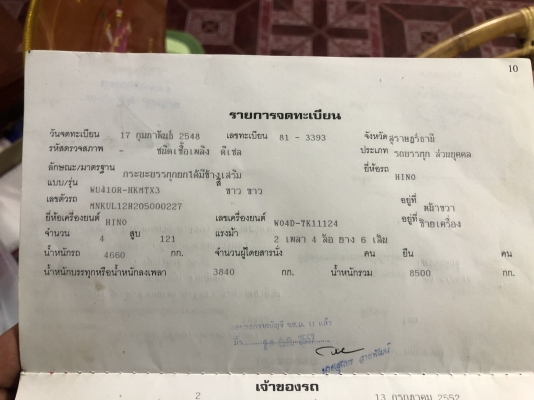 10
รายการจดทะเบียน
วันจดทะเบียน 17 กุมภาพันธ์ 2548 เลขทะเบียน 81 - 3393 จังหวัด สุราษฎร์ธานี
รหัสตรวจสภาพ - ชนิดเชื้อเพลิง ดีเซล ประเภท รถบรรทุก ส่วนบุคคล
ลักษณะ/มาตรฐาน กระบะบรรทุกยกได้มีข้างเสริม ยี่ห้อรถ
แบบ/รุ่น WU410R-HKMTX3 สี ขาว ขาว HINO
เลขตัวรถ MNKUL12R205000227 อยู่ที่ หน้าขวา
ยี่ห้อเครื่องยนต์ HINO เลขเครื่องยนต์ W04D-TK11124 อยู่ที่ ซ้ายเครื่อง
จำนวน 4 สูบ 121 แรงม้า 2 เพลา 4 ล้อ ยาง 6 เส้น
น้ำหนักรถ 4660 กก. จำนวนผู้โดยสารนั่ง คน ยืน คน
น้ำหนักบรรทุกหรือน้ำหนักลงเพลา 3840 กก. น้ำหนักรวม 8500 กก.
เจ้าของรถ
2 13 กรกฎาคม 2552